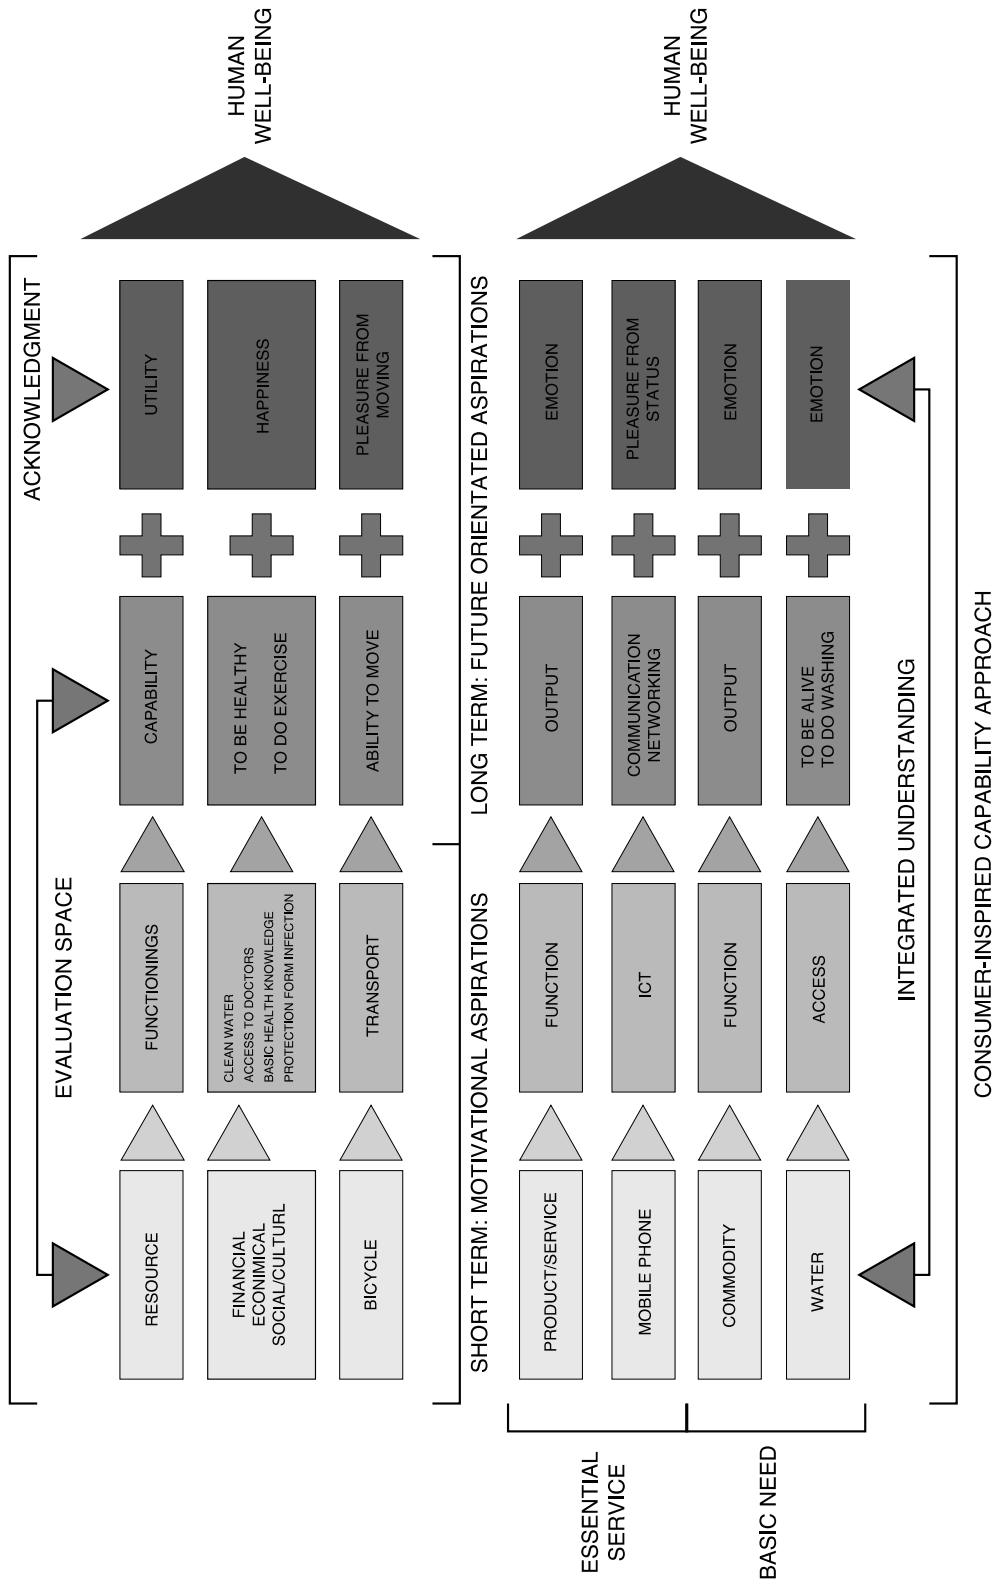 EVALUATION SPACE
ACKNOWLEDGMENT
RESOURCE
FUNCTIONINGS
CAPABILITY
UTILITY
FINANCIAL
ECONIMICAL
SOCIAL/CULTURL
CLEAN WATER
ACCESS TO DOCTORS
BASIC HEALTH KNOWLEDGE
PROTECTION FORM INFECTION
TO BE HEALTHY
TO DO EXERCISE
HAPPINESS
HUMAN
WELL-BEING
BICYCLE
TRANSPORT
ABILITY TO MOVE
PLEASURE FROM
MOVING
SHORT TERM: MOTIVATIONAL ASPIRATIONS
LONG TERM: FUTURE ORIENTATED ASPIRATIONS
ESSENTIAL
SERVICE
PRODUCT/SERVICE
FUNCTION
OUTPUT
EMOTION
MOBILE PHONE
ICT
COMMUNICATION
NETWORKING
PLEASURE FROM
STATUS
HUMAN
WELL-BEING
BASIC NEED
COMMODITY
FUNCTION
OUTPUT
EMOTION
WATER
ACCESS
TO BE ALIVE
TO DO WASHING
EMOTION
INTEGRATED UNDERSTANDING
CONSUMER-INSPIRED CAPABILITY APPROACH